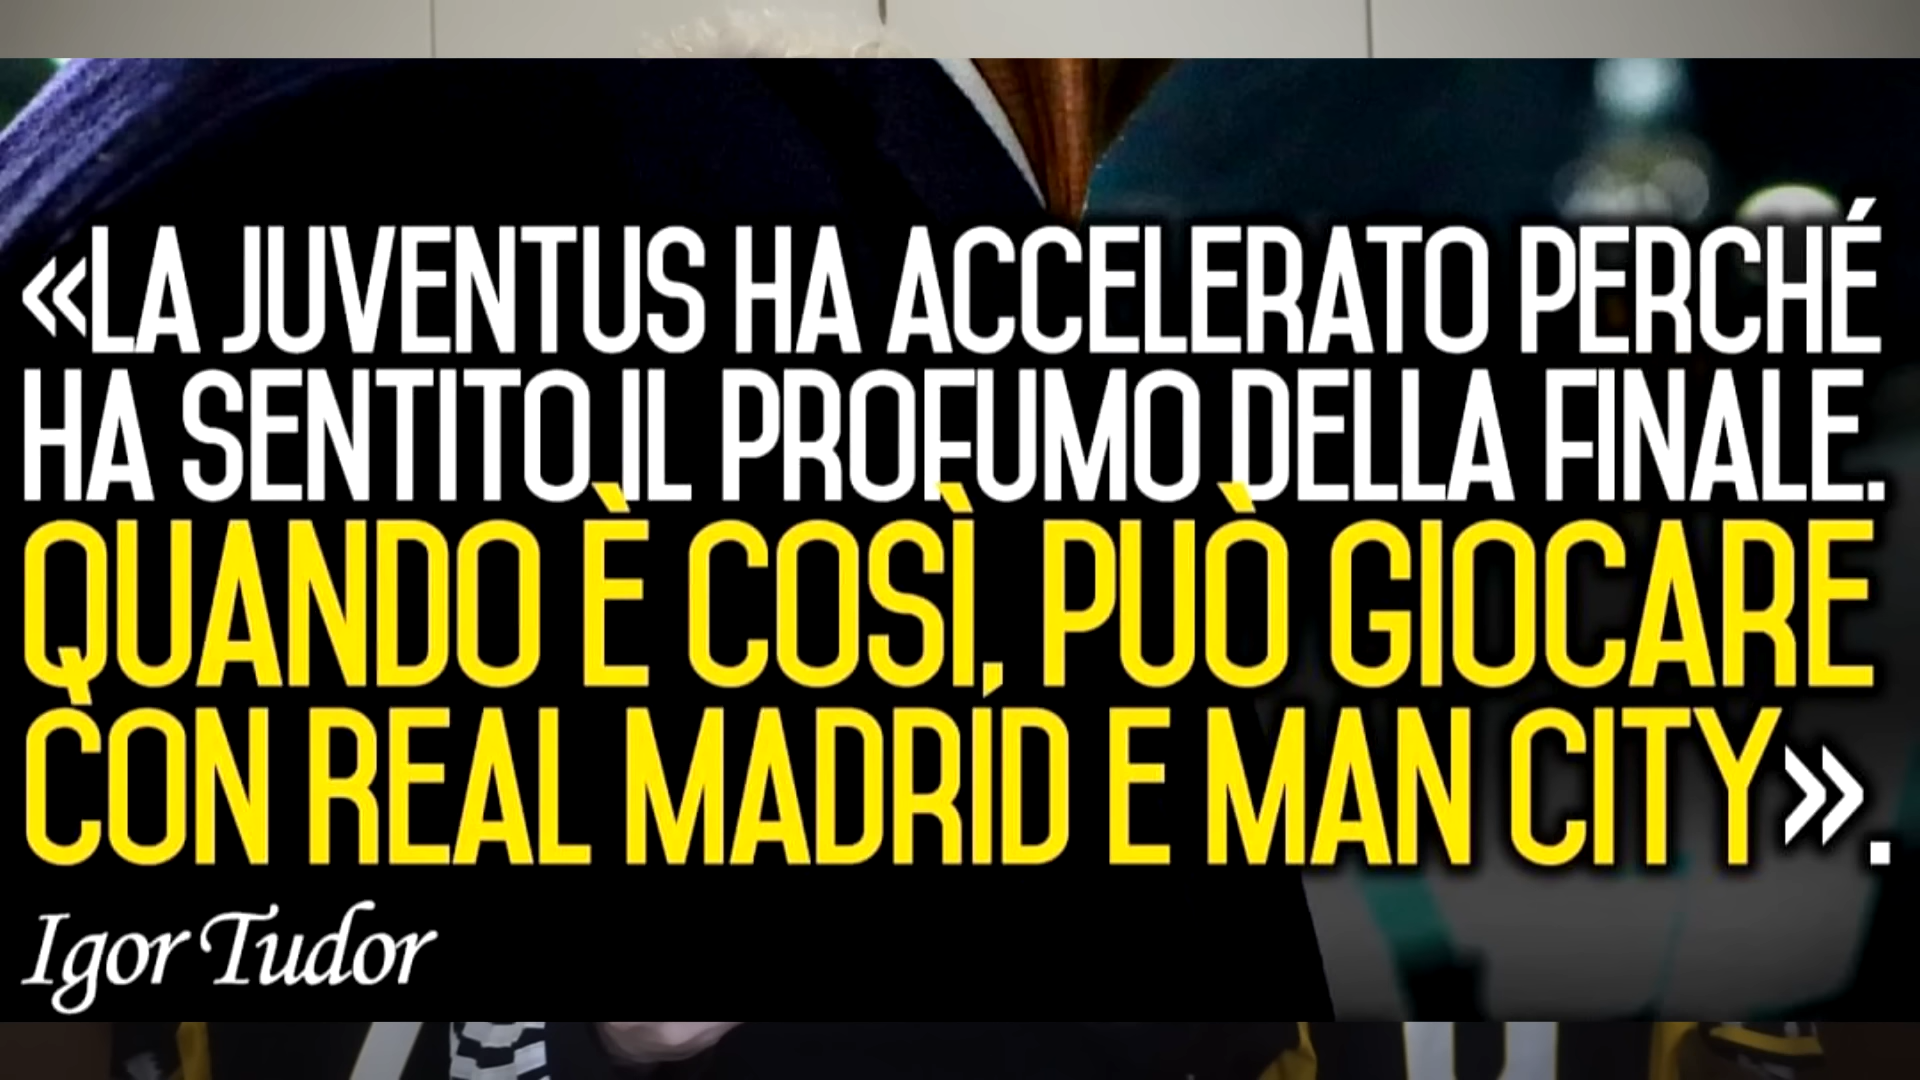 «LA JUVENTUS HA ACCELERATO PERCHÉ
HA SENTITO IL PROFUMO DELLA FINALE.
QUANDO È COSÌ, PUÒ GIOCARE
CON REAL MADRID E MAN CITY».
Igor Tudor